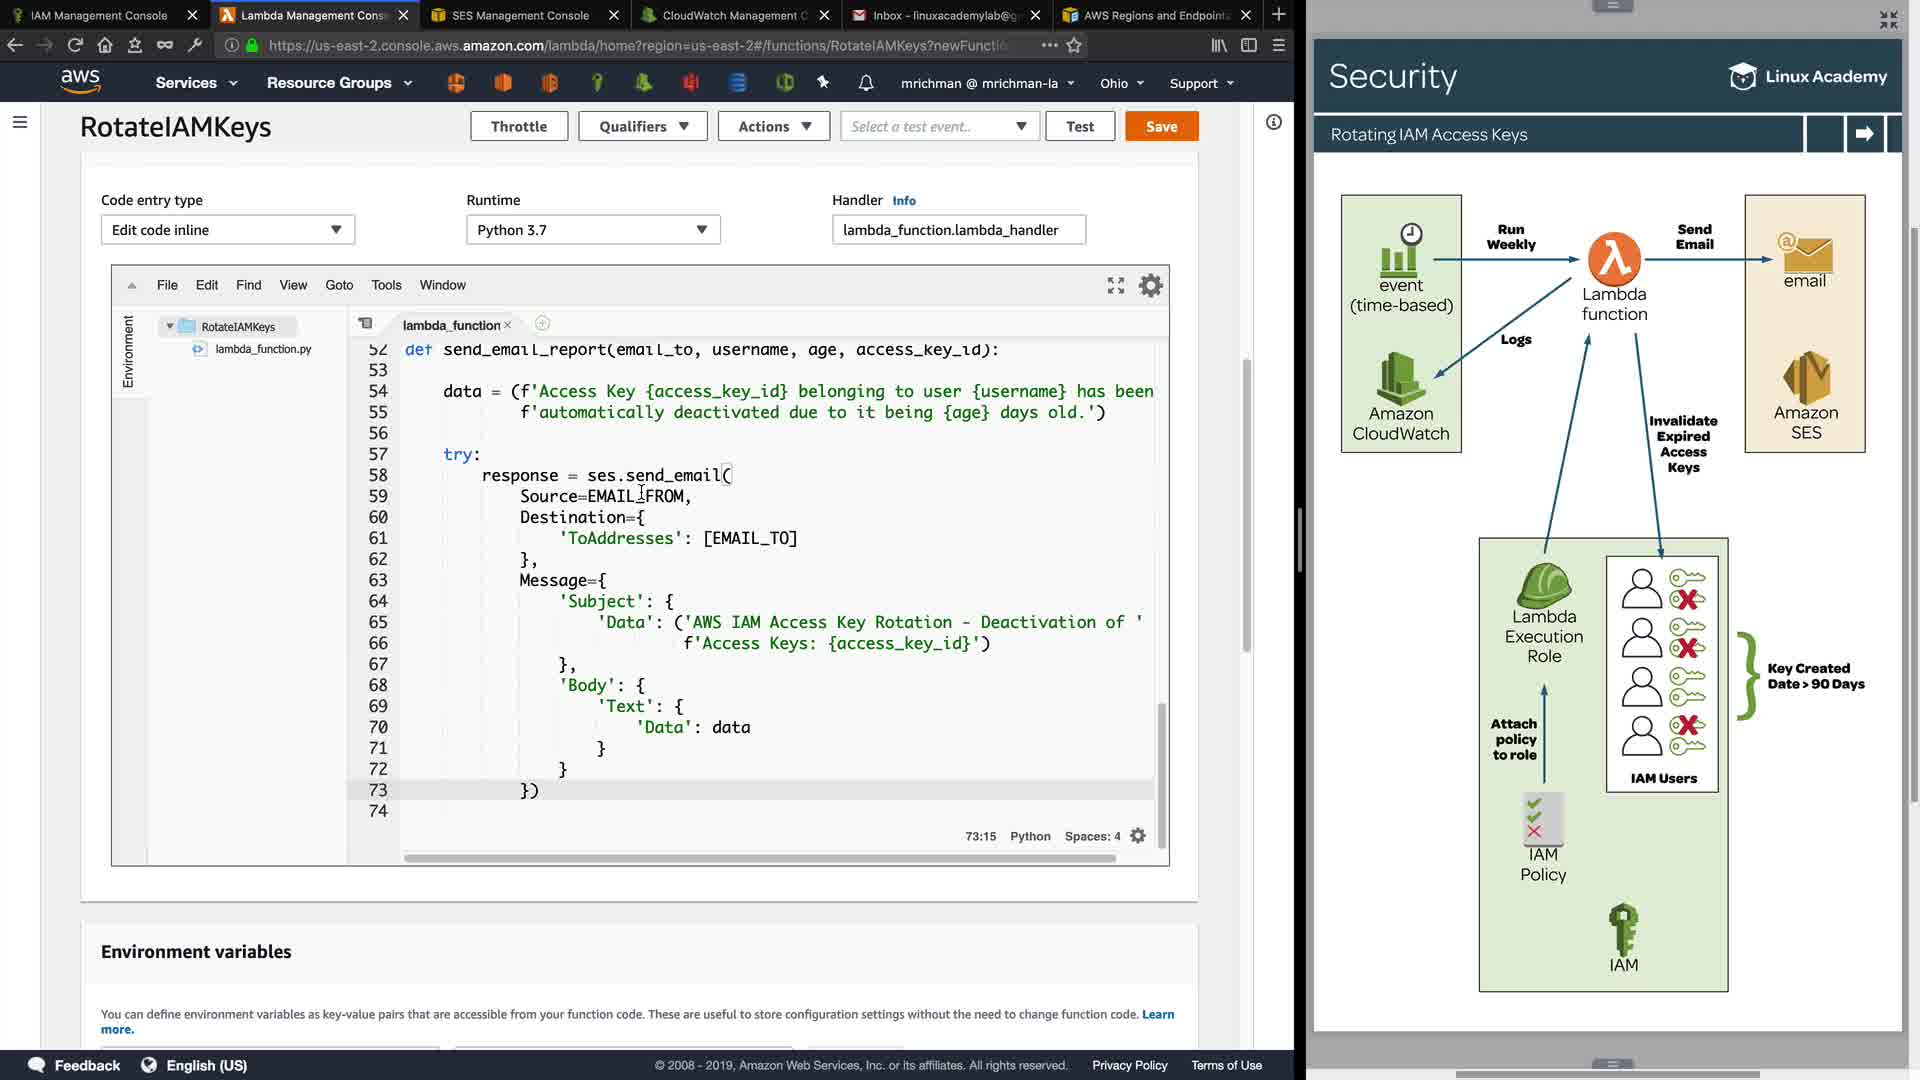 IAM Management Console
Lambda Management Cons
SES Management Console
CloudWatch Management C
Inbox – linuxacademylab@g
AWS Regions and Endpoint
https://us-east-2.console.aws.amazon.com/lambda/home?region=us-east-2#/functions/RotateIAMKeys?newFuncti
aws
Services
Resource Groups
mrichman @ mrichman-la
Ohio
Support
RotateIAMKeys
Throttle
Qualifiers
Actions
Select a test event..
Test
Save
Code entry type
Runtime
Handler Info
Edit code inline
Python 3.7
lambda_function.lambda_handler
File Edit Find View Goto Tools Window
Environment
RotateIAMKeys
lambda_function.py
lambda_function
52 def send_email_report(email_to, username, age, access_key_id):
53
54 data = (f'Access Key {access_key_id} belonging to user {username} has been
55 f'automatically deactivated due to it being {age} days old.')
56
57 try:
58 response = ses.send_email(
59 Source=EMAIL_FROM,
60 Destination={
61 'ToAddresses': [EMAIL_TO]
62 },
63 Message={
64 'Subject': {
65 'Data': ('AWS IAM Access Key Rotation - Deactivation of '
66 f'Access Keys: {access_key_id}')
67 },
68 'Body': {
69 'Text': {
70 'Data': data
71 }
72 }
73 })
74
73:15 Python Spaces: 4
Environment variables
You can define environment variables as key-value pairs that are accessible from your function code. These are useful to store configuration settings without the need to change function code. Learn
more.
Feedback
English (US)
© 2008 - 2019, Amazon Web Services, Inc. or its affiliates. All rights reserved.
Privacy Policy
Terms of Use
Security
Linux Academy
Rotating IAM Access Keys
event
(time-based)
Run
Weekly
Lambda
function
Send
Email
email
Logs
Amazon
CloudWatch
Amazon
SES
Invalidate
Expired
Access
Keys
Lambda
Execution
Role
Key Created
Date > 90 Days
Attach
policy
to role
IAM Users
IAM
Policy
IAM